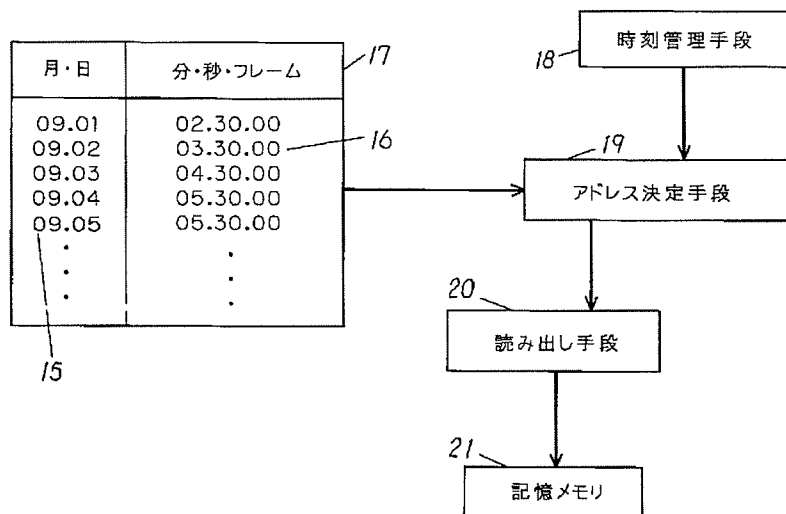 月・日 分・秒・フレーム 17
09.01 02.30.00
09.02 03.30.00 16
09.03 04.30.00
09.04 05.30.00
09.05 05.30.00
15
18 時刻管理手段
19
アドレス決定手段
20
読み出し手段
21
記憶メモリ